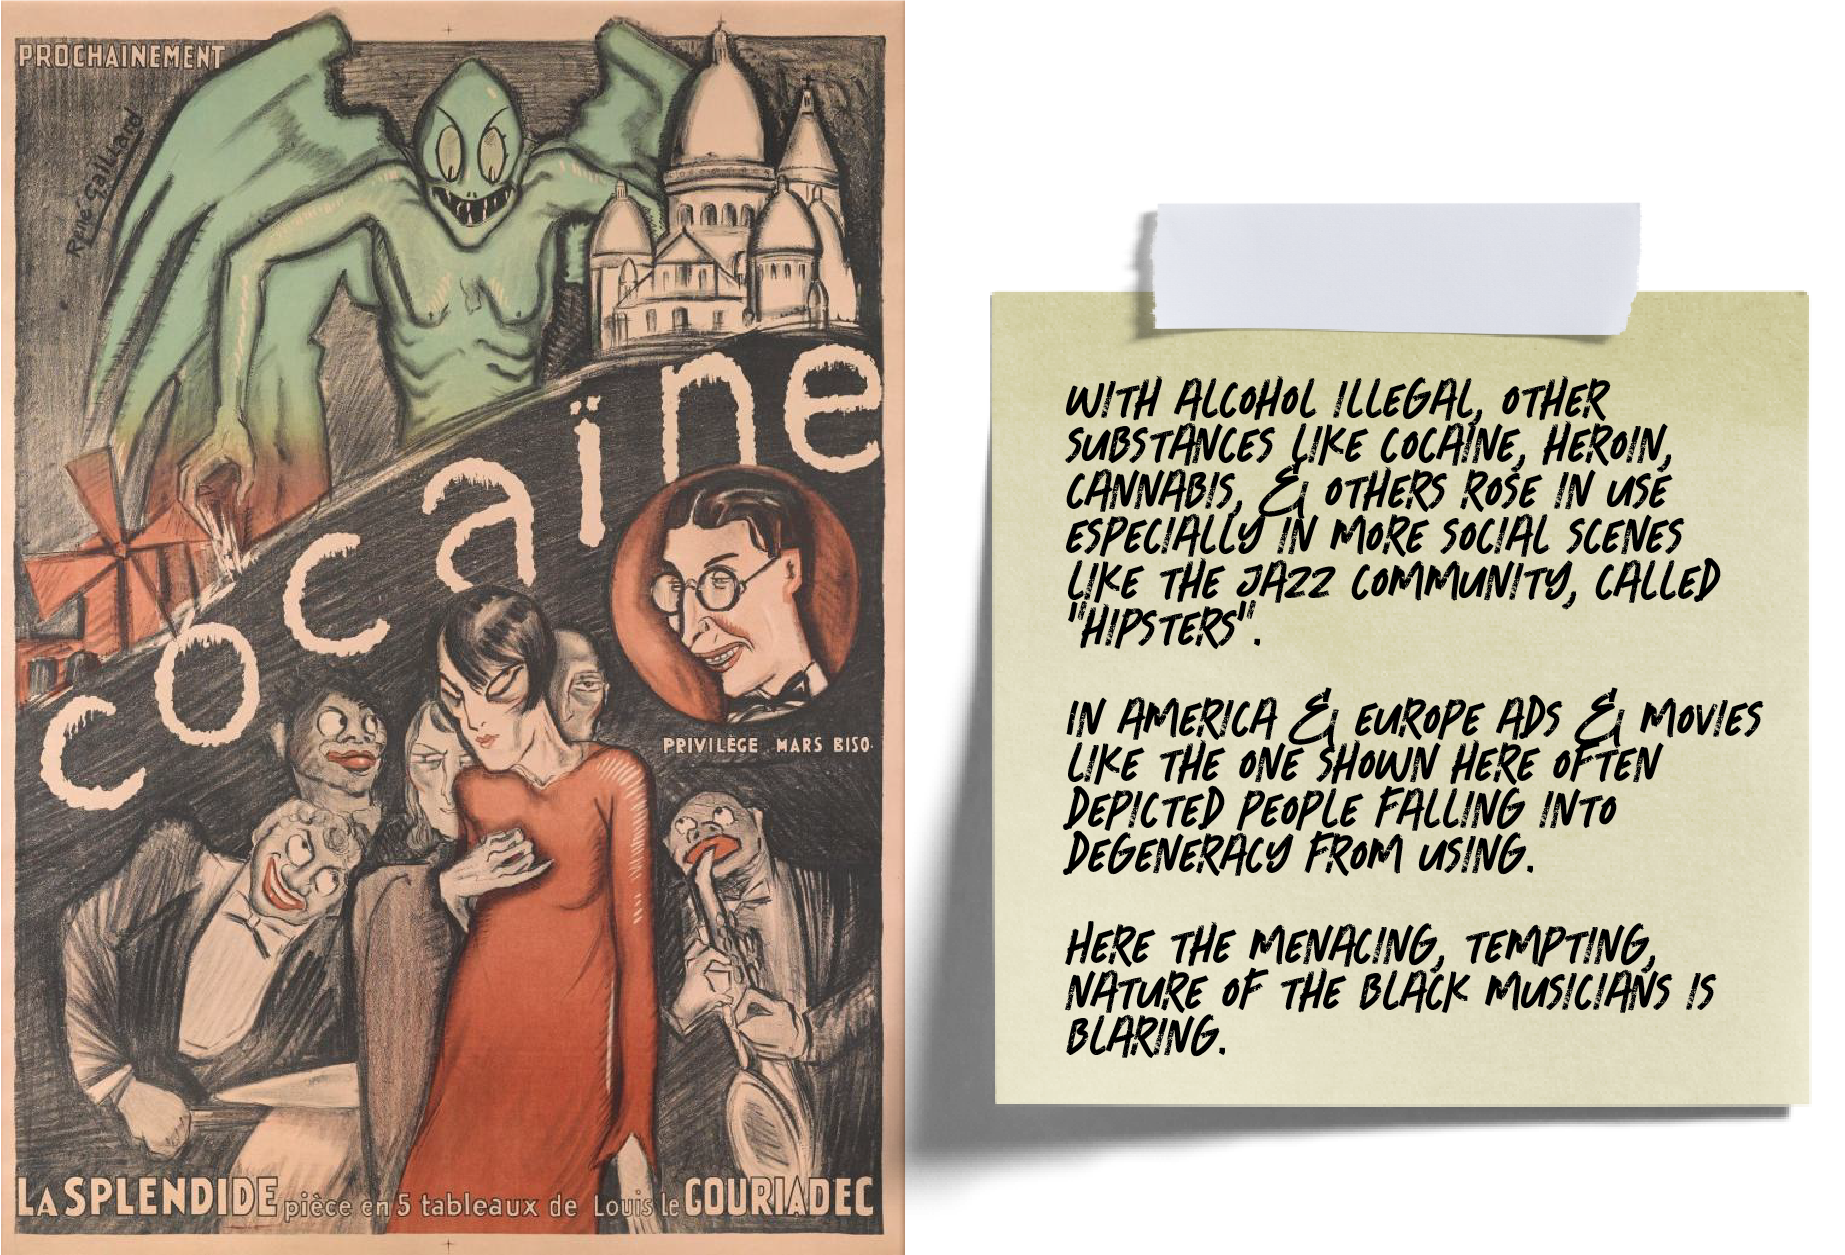 PROCHAINEMENT
René Gaillard
cocaïne
PRIVILÈGE MARS BISO.
LA SPLENDIDE pièce en 5 tableaux de Louis le GOURIADEC
WITH ALCOHOL ILLEGAL, OTHER
SUBSTANCES LIKE COCAINE, HEROIN,
CANNABIS, & OTHERS ROSE IN USE
ESPECIALLY IN MORE SOCIAL SCENES
LIKE THE JAZZ COMMUNITY, CALLED
"HIPSTERS".
IN AMERICA & EUROPE ADS & MOVIES
LIKE THE ONE SHOWN HERE OFTEN
DEPICTED PEOPLE FALLING INTO
DEGENERACY FROM USING.
HERE THE MENACING, TEMPTING,
NATURE OF THE BLACK MUSICIANS IS
BLARING.